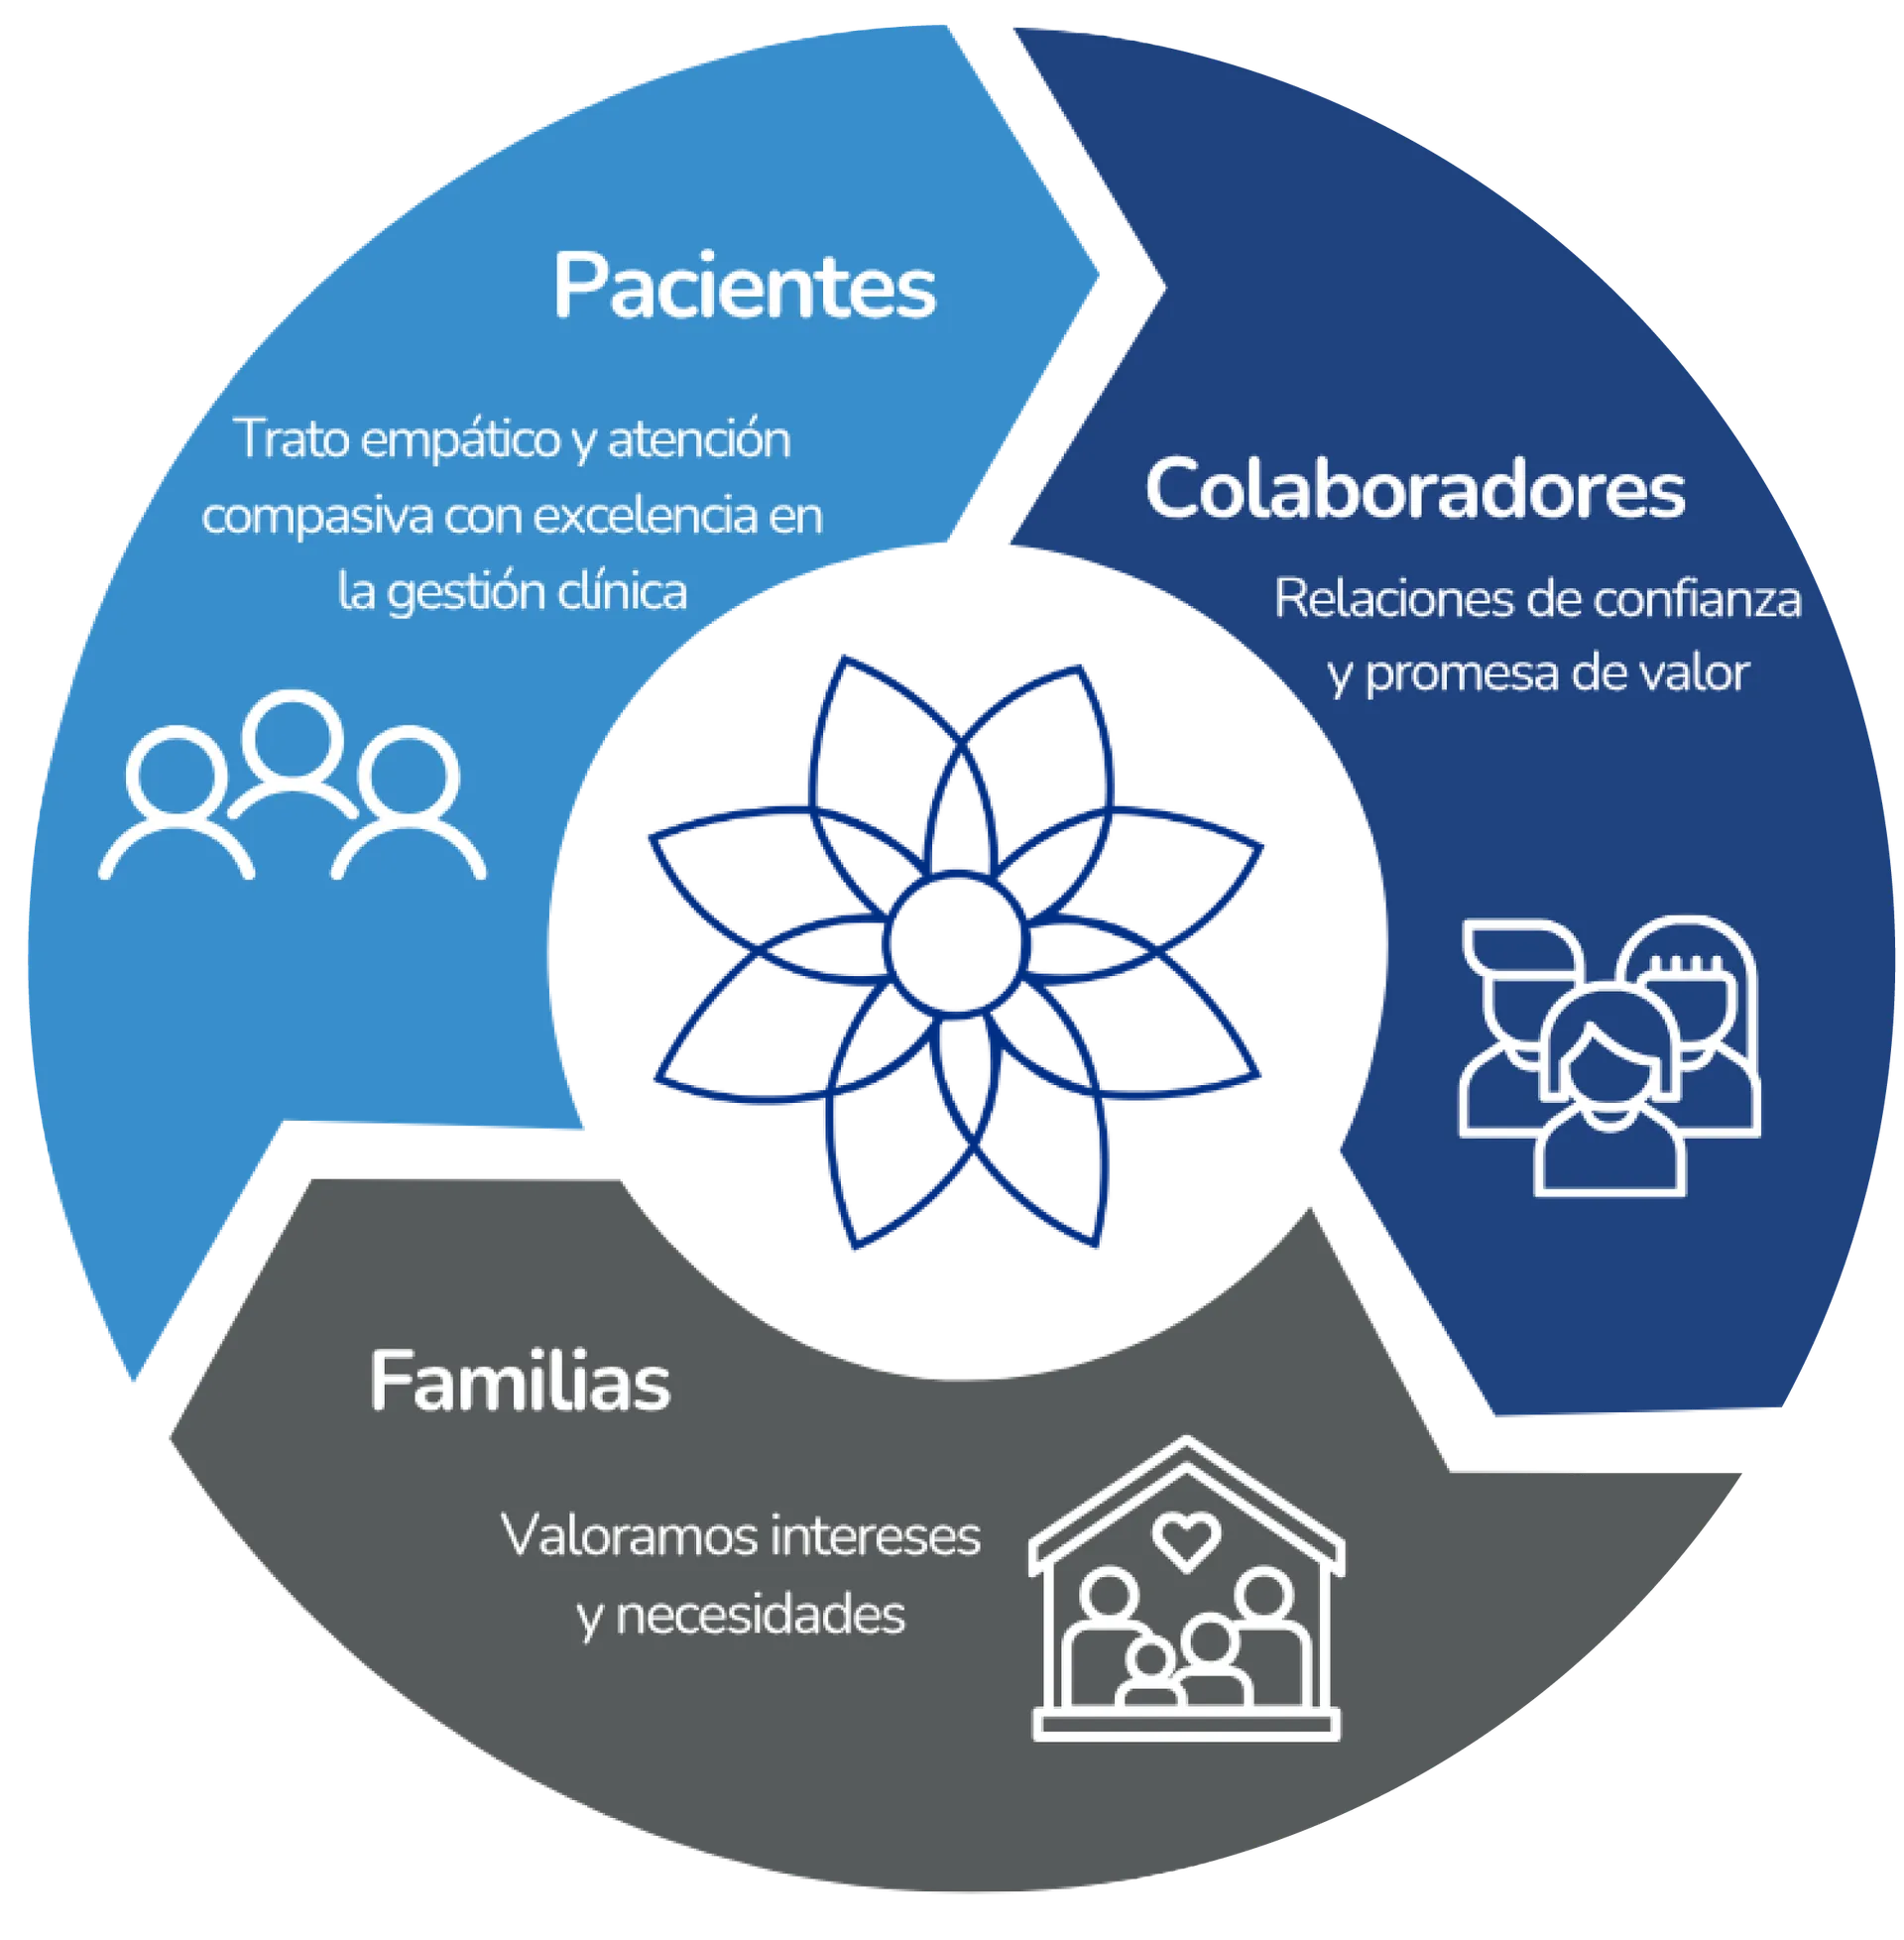 Pacientes
Trato empático y atención
compasiva con excelencia en
la gestión clínica
Colaboradores
Relaciones de confianza
y promesa de valor
Familias
Valoramos intereses
y necesidades